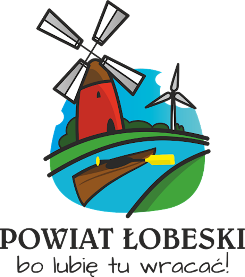 POWIAT ŁOBESKI
bo lubię tu wracać!